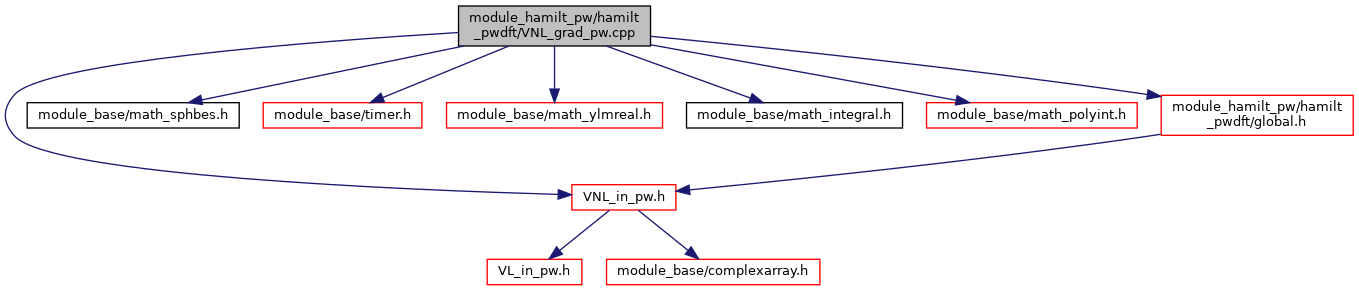 module_hamilt_pw/hamilt
_pwdft/VNL_grad_pw.cpp
module_base/math_sphbes.h
module_base/timer.h
module_base/math_ylmreal.h
module_base/math_integral.h
module_base/math_polyint.h
module_hamilt_pw/hamilt
_pwdft/global.h
VNL_in_pw.h
VL_in_pw.h
module_base/complexarray.h